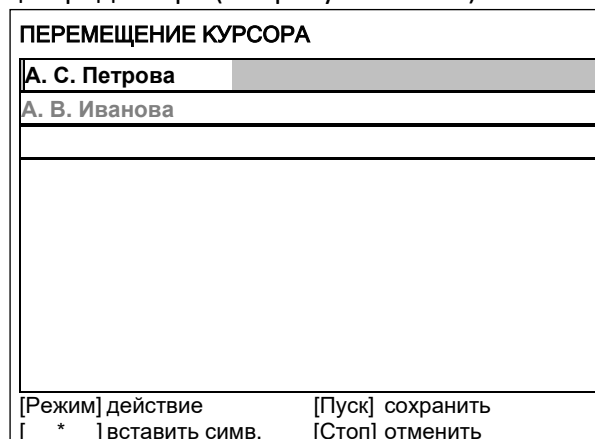 ПЕРЕМЕЩЕНИЕ КУРСОРА
А. С. Петрова
А. В. Иванова
[Режим] действие [Пуск] сохранить
[ * ] вставить симв. [Стоп] отменить